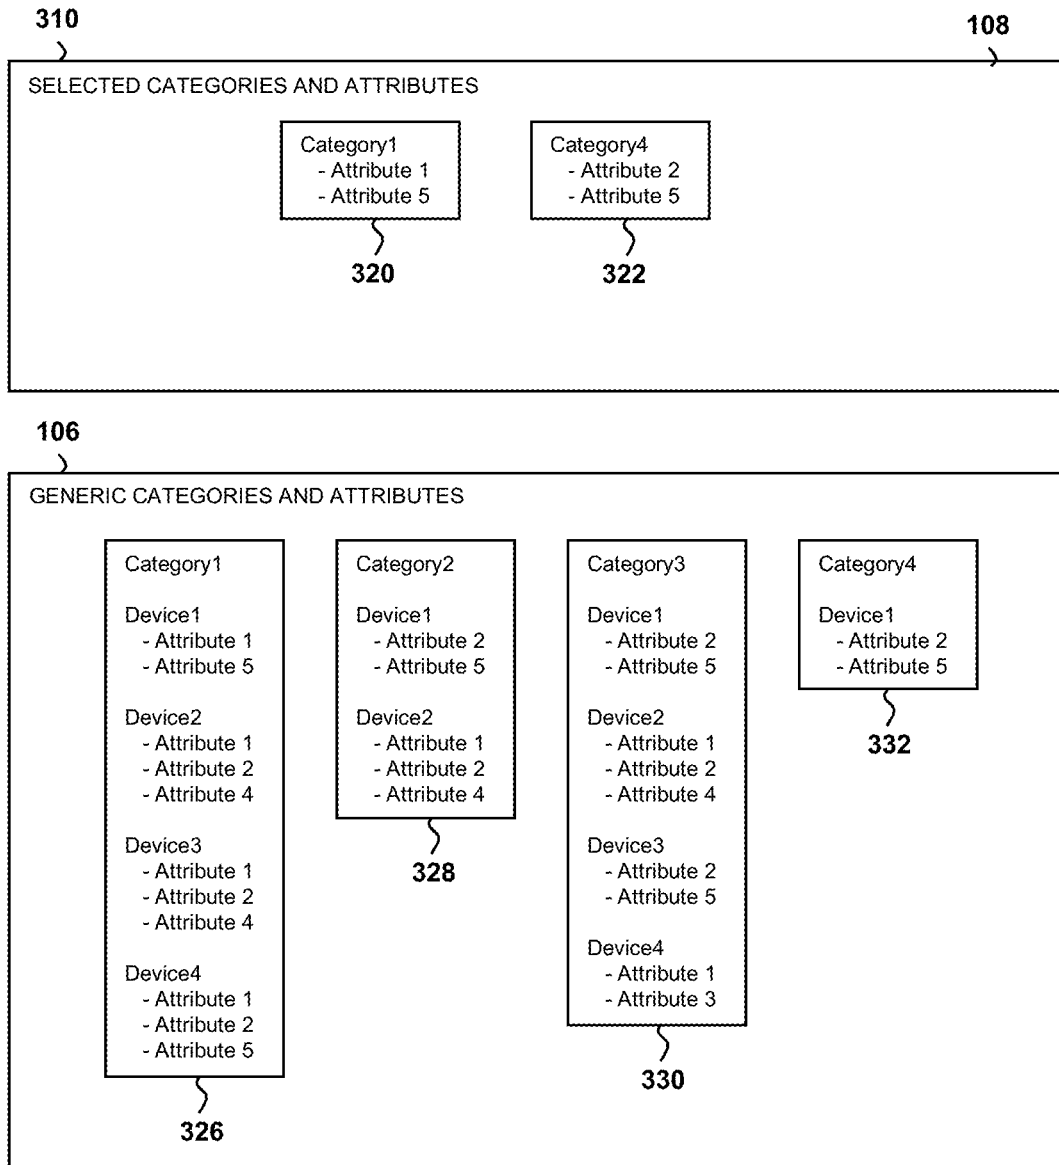 310
108
SELECTED CATEGORIES AND ATTRIBUTES
Category1
- Attribute 1
- Attribute 5
320
Category4
- Attribute 2
- Attribute 5
322
106
GENERIC CATEGORIES AND ATTRIBUTES
Category1
Device1
- Attribute 1
- Attribute 5
Device2
- Attribute 1
- Attribute 2
- Attribute 4
Device3
- Attribute 1
- Attribute 2
- Attribute 4
Device4
- Attribute 1
- Attribute 2
- Attribute 5
326
Category2
Device1
- Attribute 2
- Attribute 5
Device2
- Attribute 1
- Attribute 2
- Attribute 4
328
Category3
Device1
- Attribute 2
- Attribute 5
Device2
- Attribute 1
- Attribute 2
- Attribute 4
Device3
- Attribute 2
- Attribute 5
Device4
- Attribute 1
- Attribute 3
330
Category4
Device1
- Attribute 2
- Attribute 5
332